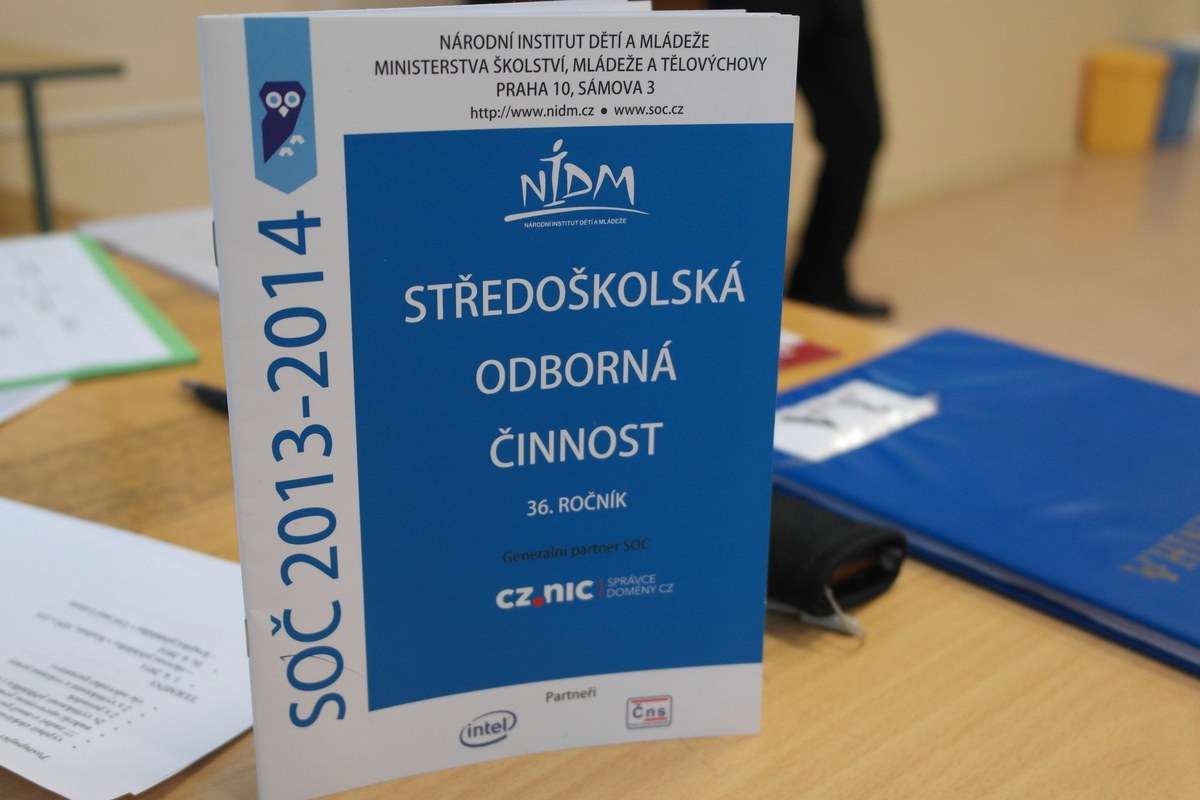 NÁRODNÍ INSTITUT DĚTÍ A MLÁDEŽE
MINISTERSTVA ŠKOLSTVÍ, MLÁDEŽE A TĚLOVÝCHOVY
PRAHA 10, SÁMOVA 3
http://www.nidm.cz • www.soc.cz
SOČ 2013-2014
NIDM
NÁRODNÍ INSTITUT DĚTÍ A MLÁDEŽE
STŘEDOŠKOLSKÁ
ODBORNÁ
ČINNOST
36. ROČNÍK
Generální partner SOČ
cz.nic | SPRÁVCE
DOMÉNY CZ
Partneři
intel
Čns